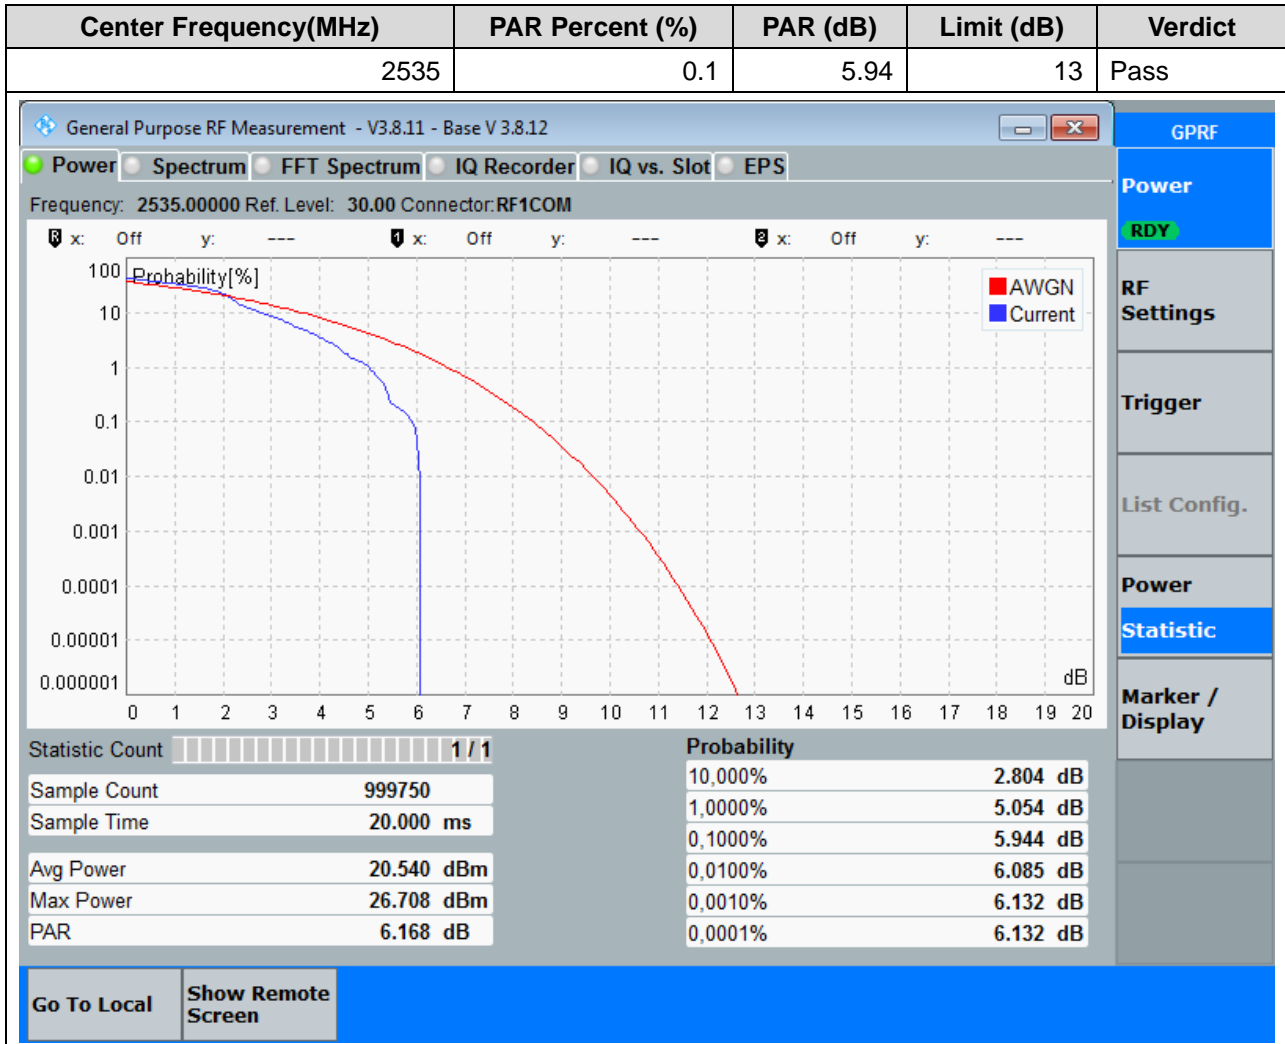 Center Frequency(MHz) PAR Percent (%) PAR (dB) Limit (dB) Verdict
2535 0.1 5.94 13 Pass
General Purpose RF Measurement - V3.8.11 - Base V 3.8.12
GPRF
Power Spectrum FFT Spectrum IQ Recorder IQ vs. Slot EPS
Power
RDY
Frequency: 2535.00000 Ref. Level: 30.00 Connector:RF1COM
R x: Off y: --- 1 x: Off y: --- 2 x: Off y: ---
Probability[%]
AWGN
Current
100
10
1
0.1
0.01
0.001
0.0001
0.00001
0.000001
dB
0 1 2 3 4 5 6 7 8 9 10 11 12 13 14 15 16 17 18 19 20
RF
Settings
Trigger
List Config.
Power
Statistic
Marker /
Display
Statistic Count 1 / 1
Sample Count 999750
Sample Time 20.000 ms
Avg Power 20.540 dBm
Max Power 26.708 dBm
PAR 6.168 dB
Probability
10,000% 2.804 dB
1,0000% 5.054 dB
0,1000% 5.944 dB
0,0100% 6.085 dB
0,0010% 6.132 dB
0,0001% 6.132 dB
Go To Local
Show Remote
Screen